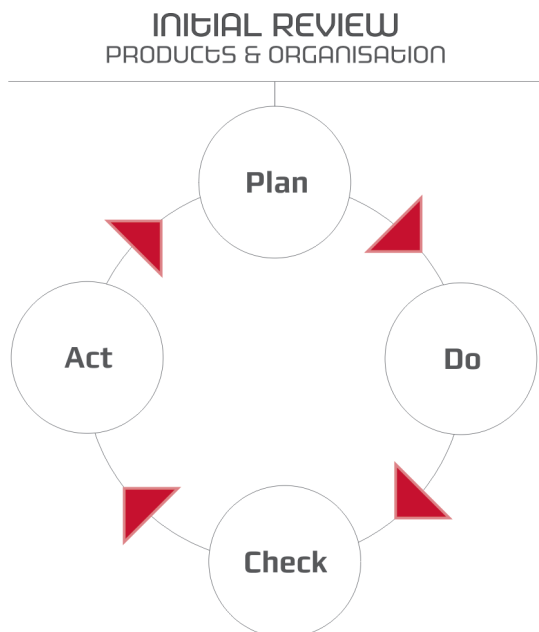 INITIAL REVIEW
PRODUCTS & ORGANISATION
Plan
Act
Do
Check